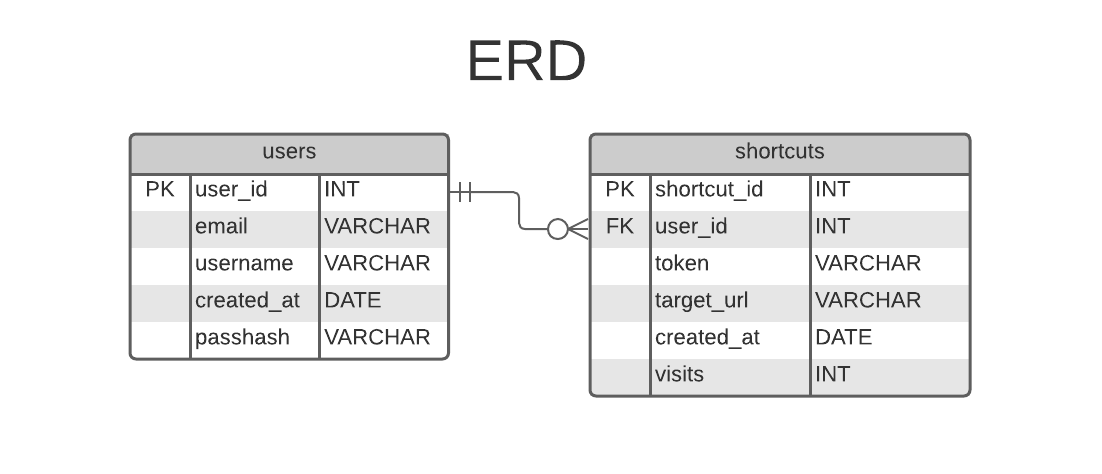 ERD
users
PK user_id INT
email VARCHAR
username VARCHAR
created_at DATE
passhash VARCHAR
shortcuts
PK shortcut_id INT
FK user_id INT
token VARCHAR
target_url VARCHAR
created_at DATE
visits INT